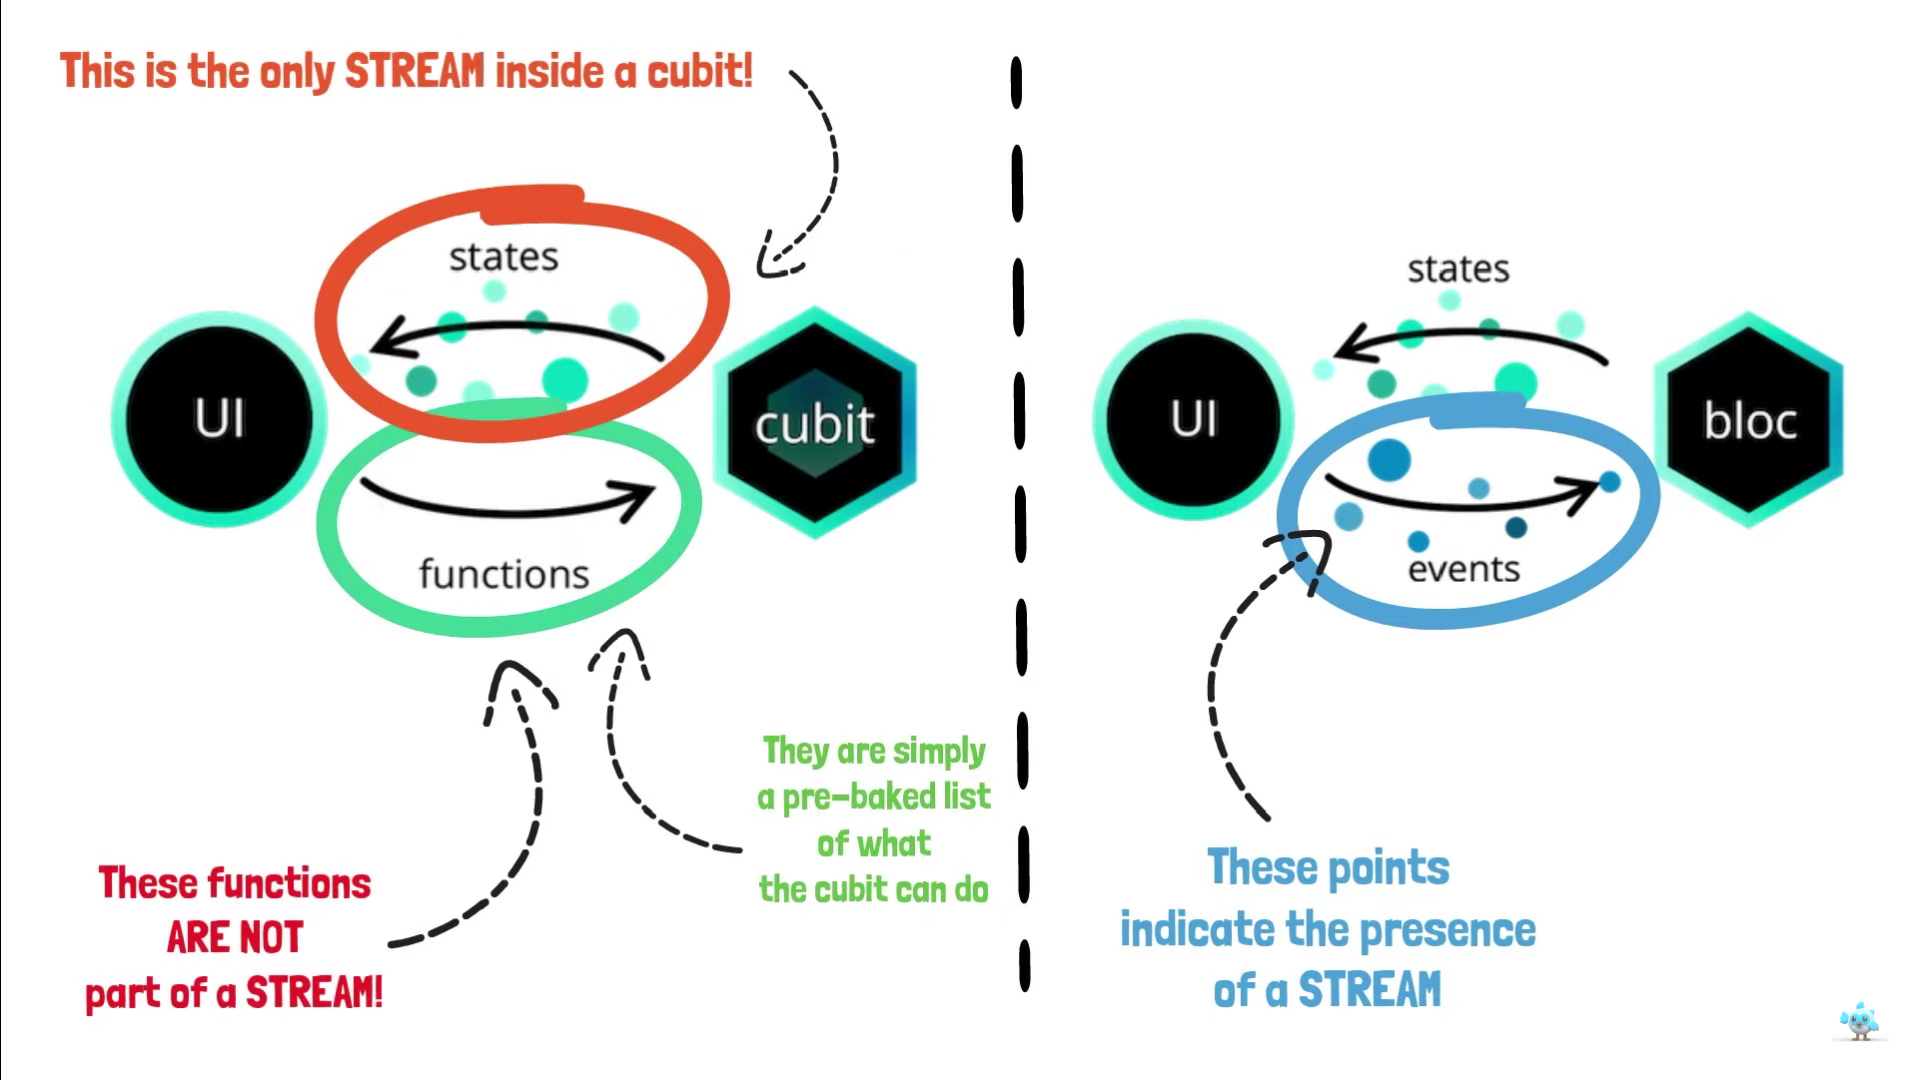 This is the only STREAM inside a cubit!
states
UI
cubit
functions
These functions
ARE NOT
part of a STREAM!
They are simply
a pre-baked list
of what
the cubit can do
states
UI
bloc
events
These points
indicate the presence
of a STREAM